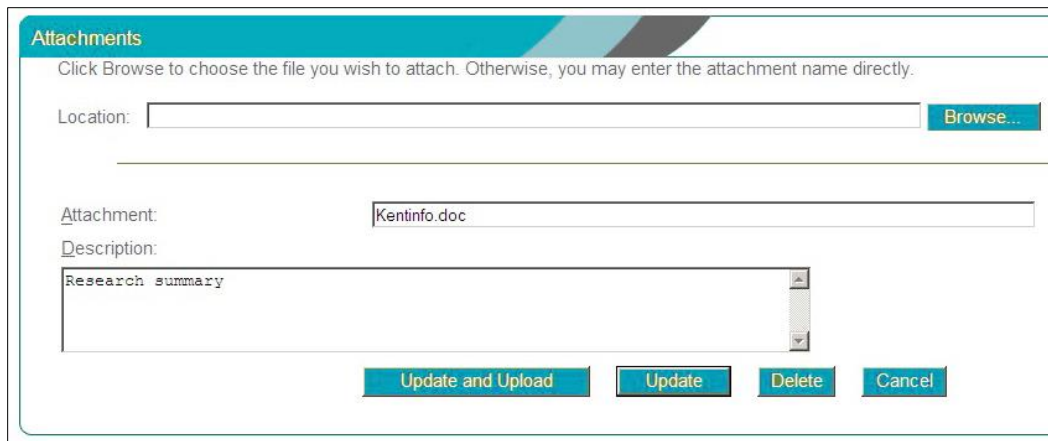 Attachments
Click Browse to choose the file you wish to attach. Otherwise, you may enter the attachment name directly.
Location: Browse...
Attachment: Kentinfo.doc
Description:
Research summary
Update and Upload Update Delete Cancel